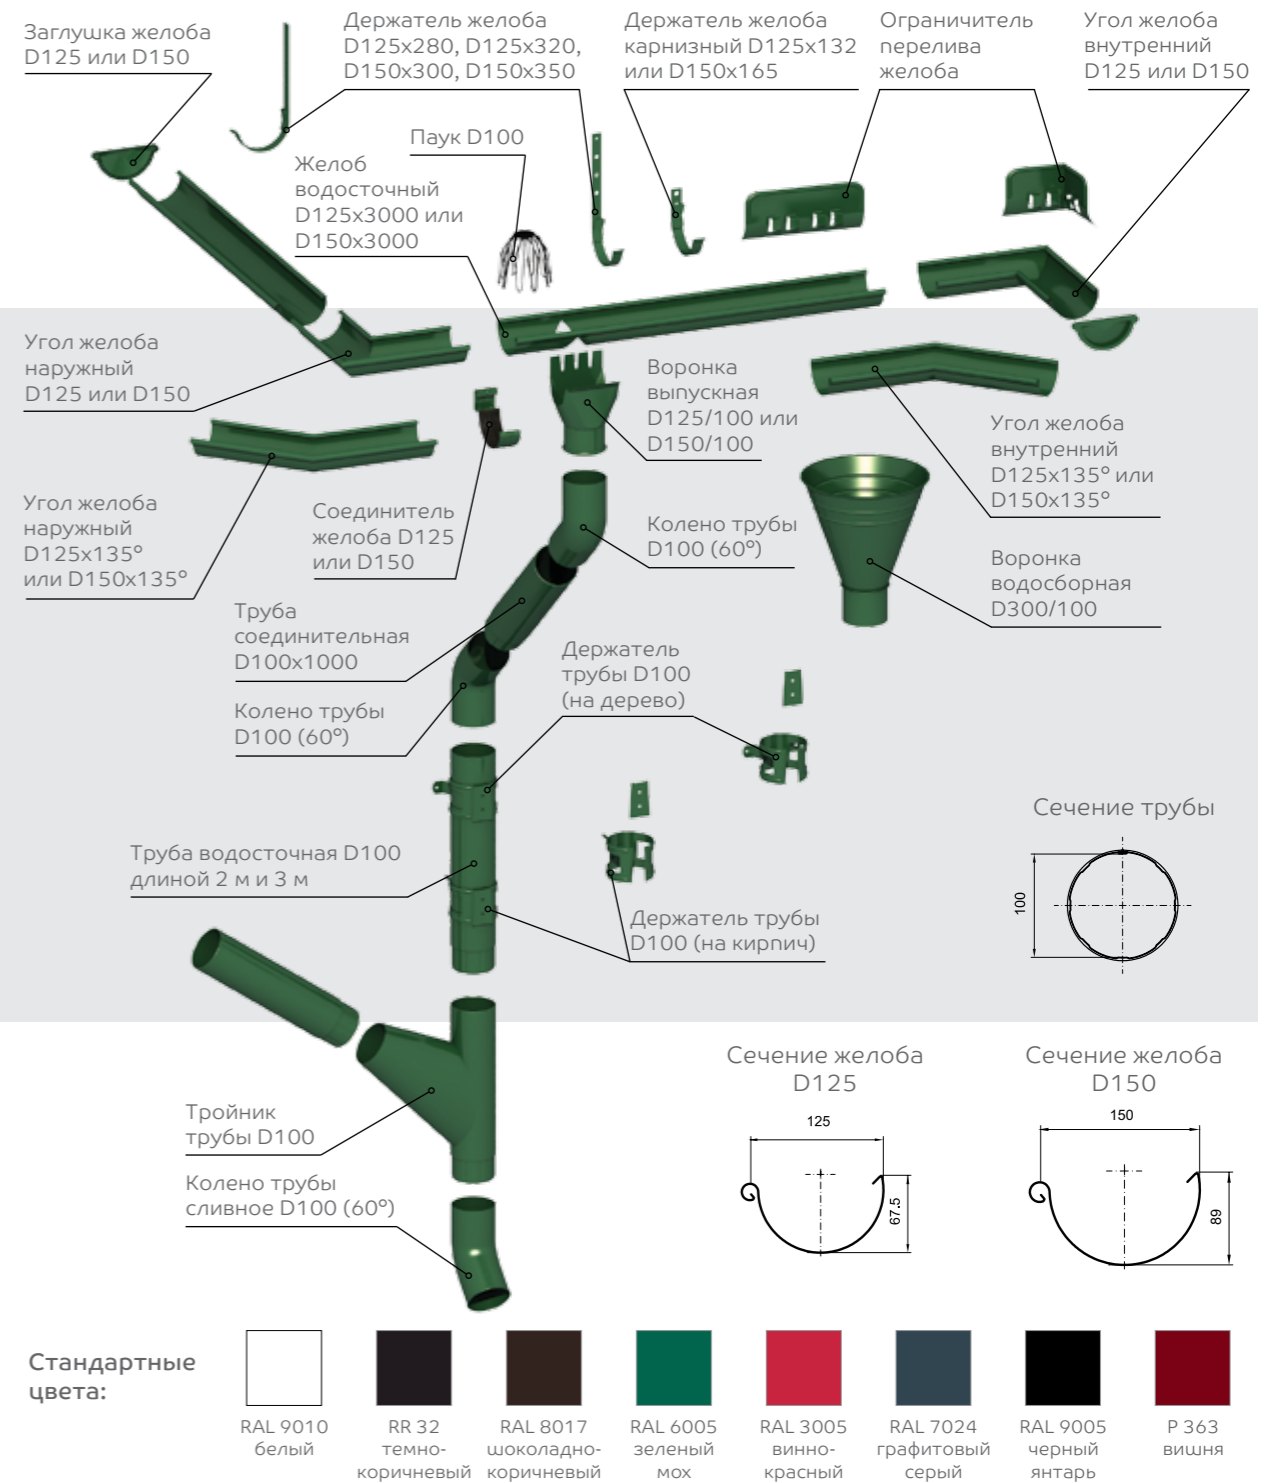 Заглушка желоба
D125 или D150
Держатель желоба
D125x280, D125x320,
D150x300, D150x350
Держатель желоба
карнизный D125x132
или D150x165
Ограничитель
перелива
желоба
Угол желоба
внутренний
D125 или D150
Паук D100
Желоб
водосточный
D125x3000 или
D150x3000
Угол желоба
наружный
D125 или D150
Воронка
выпускная
D125/100 или
D150/100
Угол желоба
внутренний
D125x135° или
D150x135°
Угол желоба
наружный
D125x135°
или D150x135°
Соединитель
желоба D125
или D150
Колено трубы
D100 (60°)
Воронка
водосборная
D300/100
Труба
соединительная
D100x1000
Держатель
трубы D100
(на дерево)
Колено трубы
D100 (60°)
Сечение трубы
100
Труба водосточная D100
длиной 2 м и 3 м
Держатель трубы
D100 (на кирпич)
Сечение желоба
D125
125
67.5
Сечение желоба
D150
150
89
Тройник
трубы D100
Колено трубы
сливное D100 (60°)
Стандартные
цвета:
RAL 9010
белый
RR 32
темно-
коричневый
RAL 8017
шоколадно-
коричневый
RAL 6005
зеленый
мох
RAL 3005
винно-
красный
RAL 7024
графитовый
серый
RAL 9005
черный
янтарь
P 363
вишня